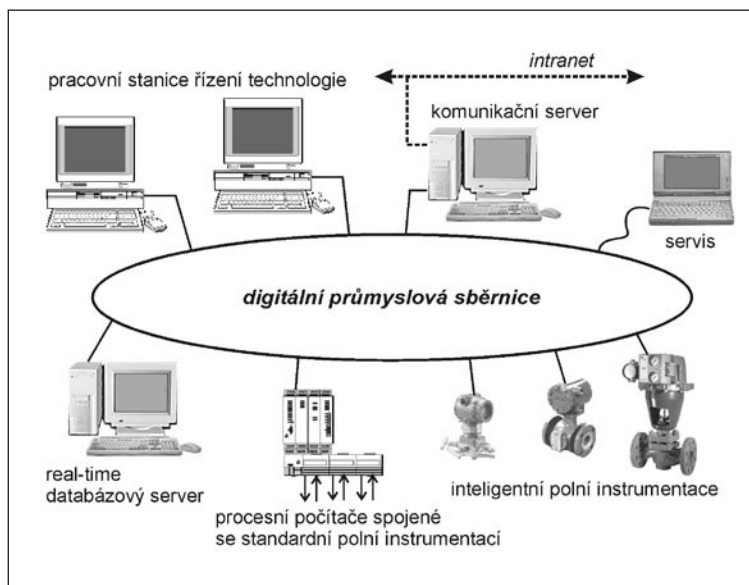 intranet
pracovní stanice řízení technologie
komunikační server
servis
digitální průmyslová sběrnice
real-time
databázový server
inteligentní polní instrumentace
procesní počítače spojené
se standardní polní instrumentací